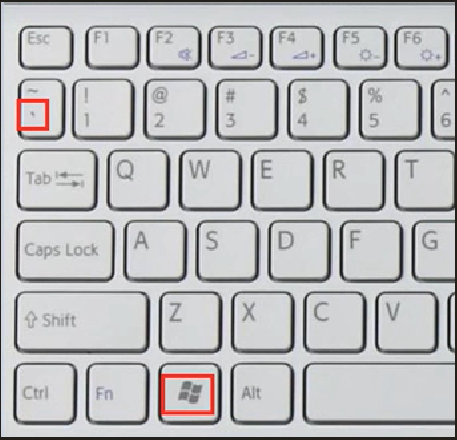 Esc F1 F2 F3 F4 F5 F6
~ ! @ # $ % ^
` 1 2 3 4 5 6
Tab Q W E R T
Caps Lock A S D F G
Shift Z X C V
Ctrl Fn Alt